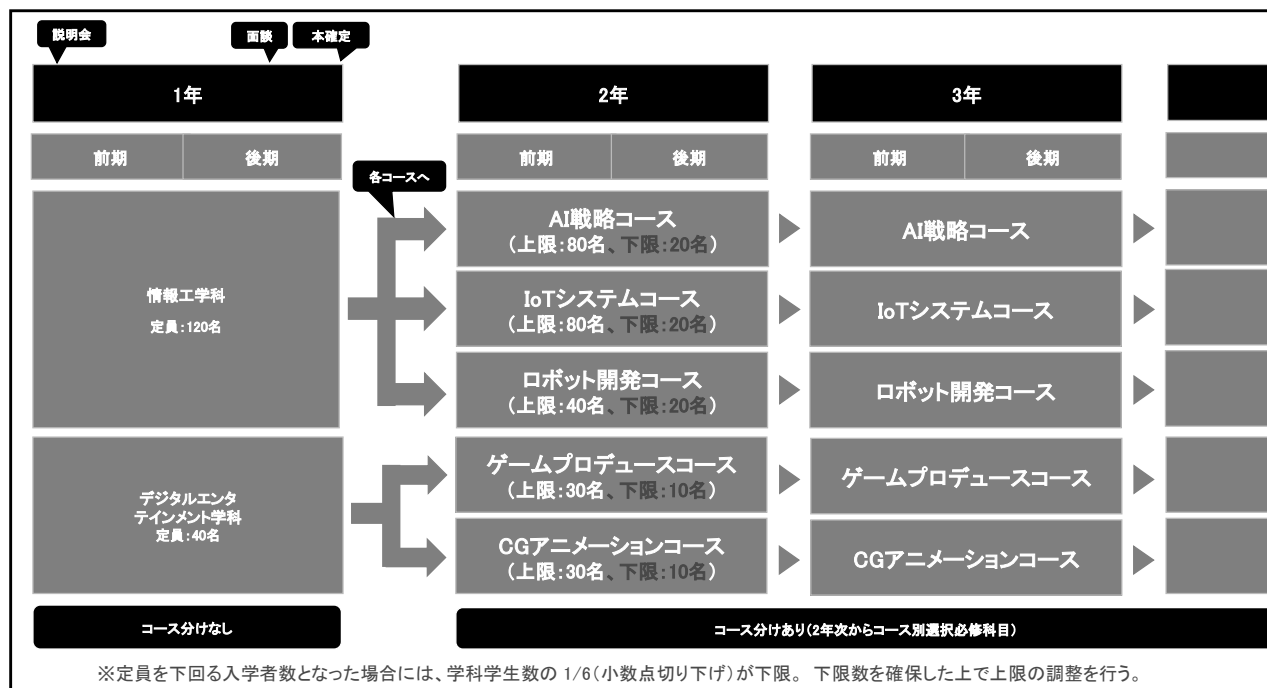 説明会
面談
本確定
1年
2年
3年
前期
後期
前期
後期
前期
後期
各コースへ
情報工学科
定員:120名
AI戦略コース
(上限:80名、下限:20名)
AI戦略コース
IoTシステムコース
(上限:80名、下限:20名)
IoTシステムコース
ロボット開発コース
(上限:40名、下限:20名)
ロボット開発コース
デジタルエンタ
テインメント学科
定員:40名
ゲームプロデュースコース
(上限:30名、下限:10名)
ゲームプロデュースコース
CGアニメーションコース
(上限:30名、下限:10名)
CGアニメーションコース
コース分けなし
コース分けあり(2年次からコース別選択必修科目)
※定員を下回る入学者数となった場合には、学科学生数の 1/6(小数点切り下げ)が下限。 下限数を確保した上で上限の調整を行う。